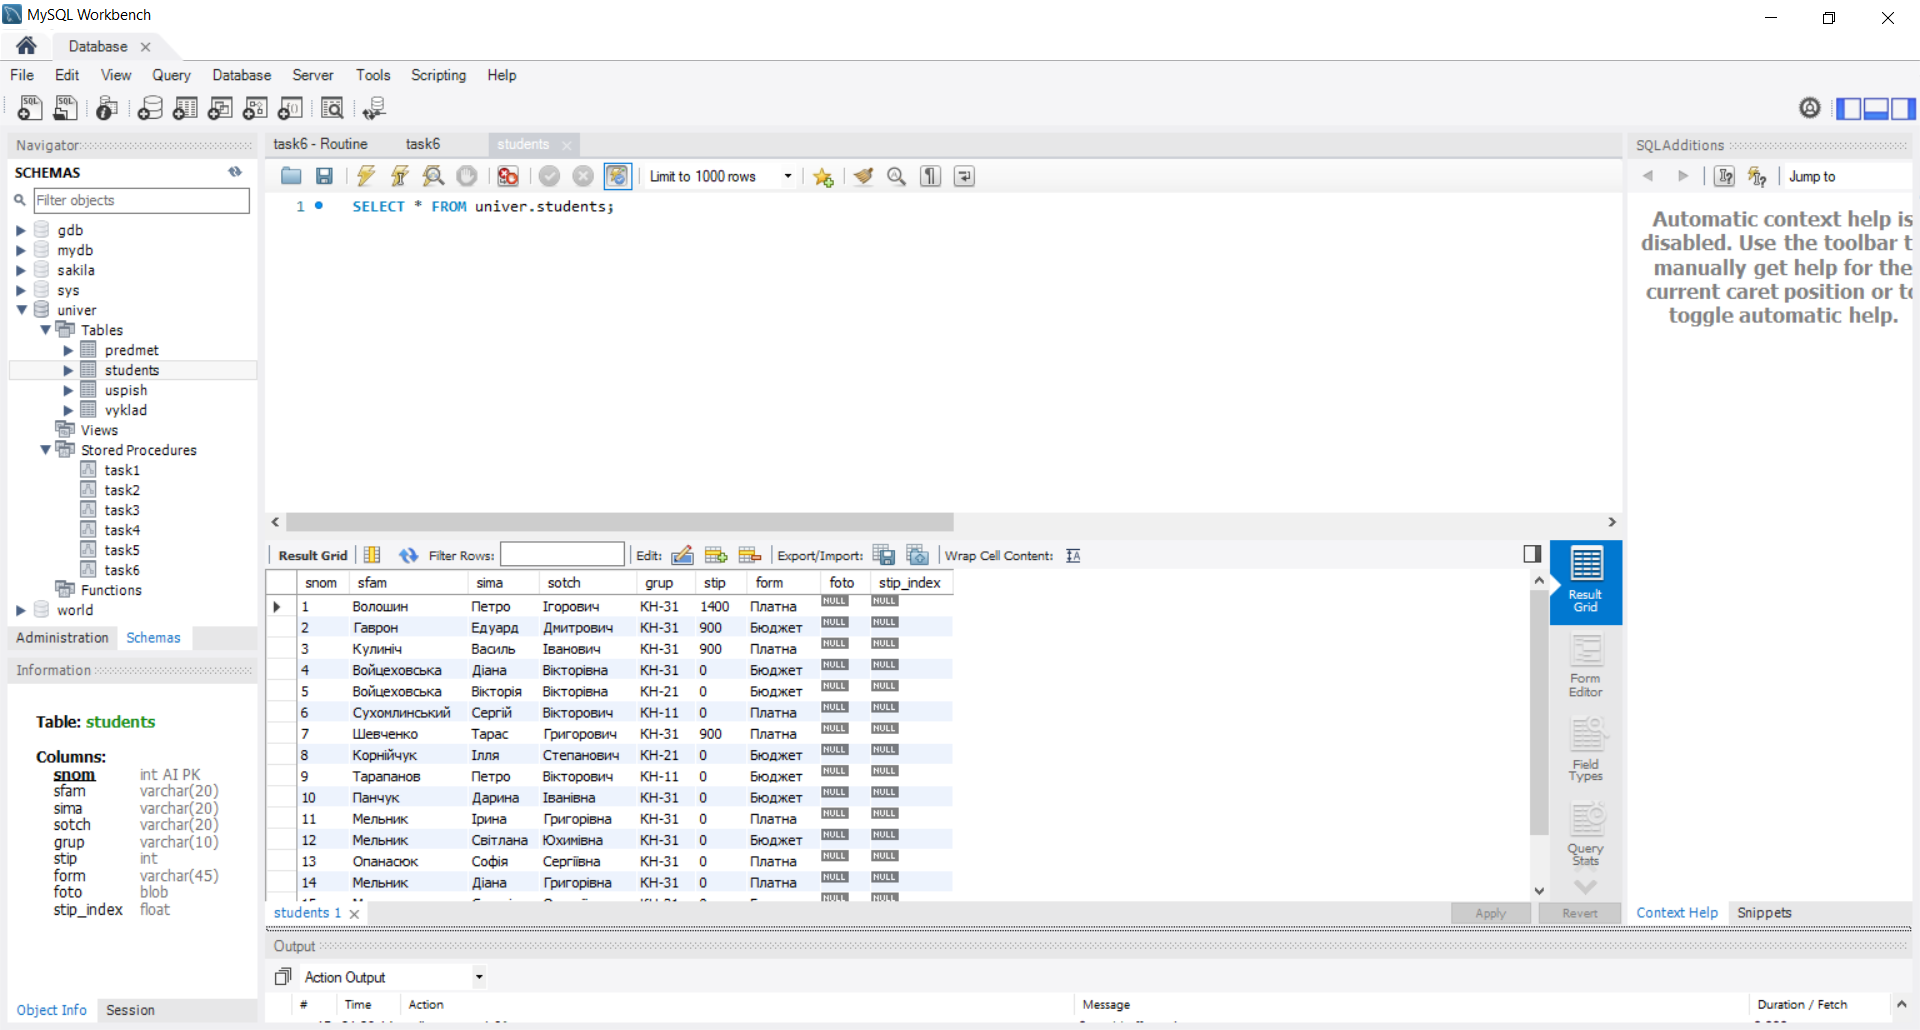 MySQL Workbench
Database
File Edit View Query Database Server Tools Scripting Help
Navigator
SCHEMAS
Filter objects
gdb
mydb
sakila
sys
univer
Tables
predmet
students
uspish
vyklad
Views
Stored Procedures
task1
task2
task3
task4
task5
task6
Functions
world
Administration Schemas
Information
Table: students
Columns:
snom int AI PK
sfam varchar(20)
sima varchar(20)
sotch varchar(20)
grup varchar(10)
stip int
form varchar(45)
foto blob
stip_index float
Object Info Session
task6 - Routine task6 students
Limit to 1000 rows
1 SELECT * FROM univer.students;
Result Grid Filter Rows: Edit: Export/Import: Wrap Cell Content:
snom sfam sima sotch grup stip form foto stip_index
1 Волошин Петро Ігорович КН-31 1400 Платна NULL NULL
2 Гаврон Едуард Дмитрович КН-31 900 Бюджет NULL NULL
3 Кулиніч Василь Іванович КН-31 900 Платна NULL NULL
4 Войцеховська Діана Вікторівна КН-31 0 Бюджет NULL NULL
5 Войцеховська Вікторія Вікторівна КН-21 0 Бюджет NULL NULL
6 Сухомлинський Сергій Вікторович КН-11 0 Платна NULL NULL
7 Шевченко Тарас Григорович КН-31 900 Платна NULL NULL
8 Корнійчук Ілля Степанович КН-21 0 Бюджет NULL NULL
9 Тарапанов Петро Вікторович КН-11 0 Бюджет NULL NULL
10 Панчук Дарина Іванівна КН-31 0 Бюджет NULL NULL
11 Мельник Ірина Григорівна КН-31 0 Платна NULL NULL
12 Мельник Світлана Юхимівна КН-31 0 Бюджет NULL NULL
13 Опанасюк Софія Сергіївна КН-31 0 Платна NULL NULL
14 Мельник Діана Григорівна КН-31 0 Платна NULL NULL
NULL NULL
Result
Grid
Form
Editor
Field
Types
Query
Stats
students 1 Apply Revert
Output
Action Output
# Time Action Message Duration / Fetch
SQLAdditions
Jump to
Automatic context help is
disabled. Use the toolbar t
manually get help for the
current caret position or to
toggle automatic help.
Context Help Snippets